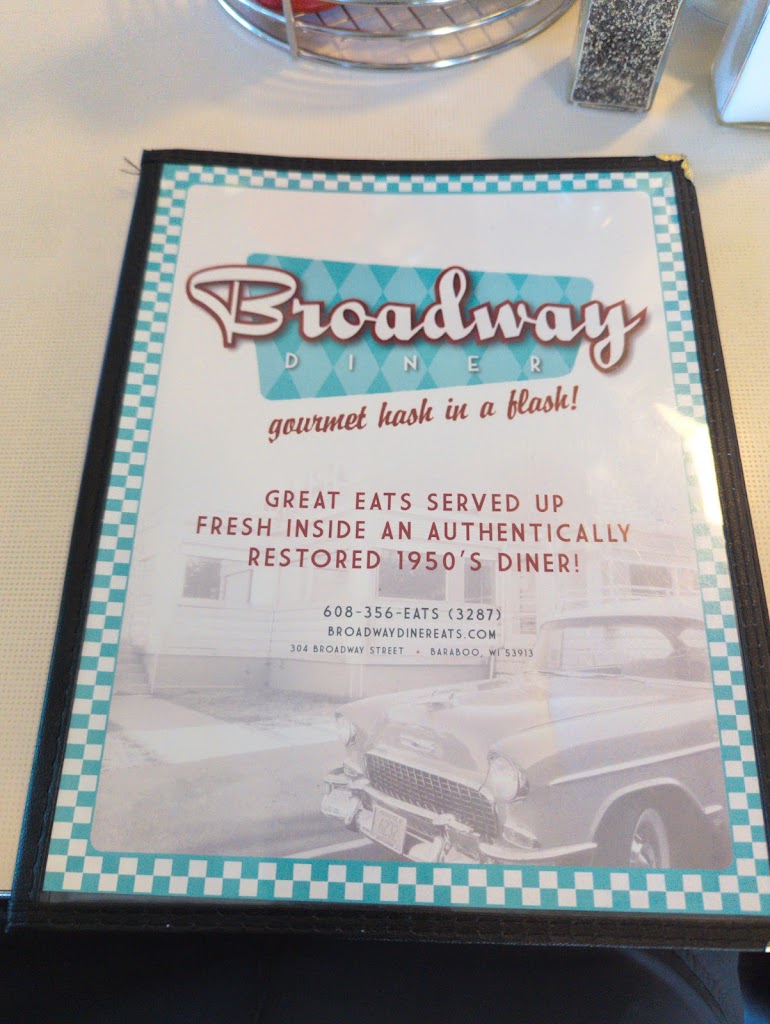 Broadway
DINER
gourmet hash in a flash!
GREAT EATS SERVED UP
FRESH INSIDE AN AUTHENTICALLY
RESTORED 1950'S DINER!
608-356-EATS (3287)
BROADWAYDINEREATS.COM
304 BROADWAY STREET • BARABOO, WI 53913